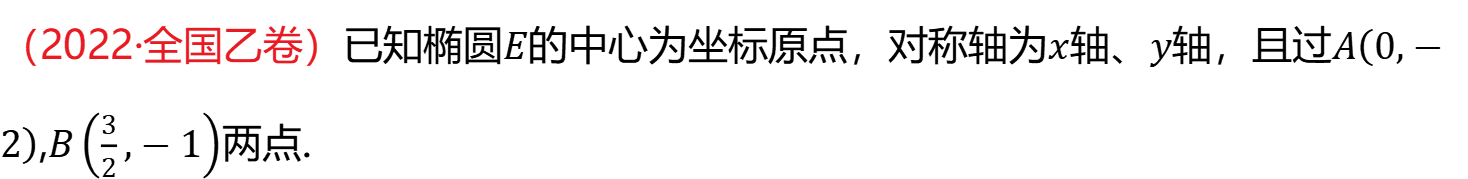 （2022·全国乙卷）已知椭圆E的中心为坐标原点，对称轴为x轴、y轴，且过A(0, −
2),B(3/2, − 1)两点.